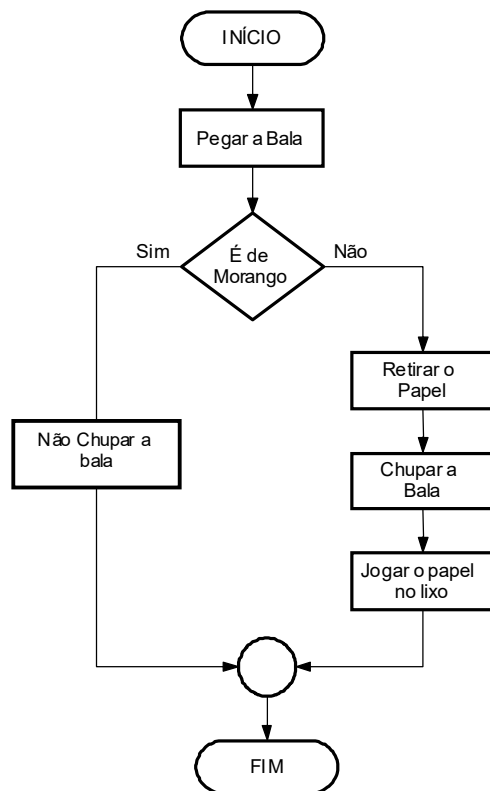 INÍCIO
Pegar a Bala
É de
Morango
Sim
Não
Não Chupar a
bala
Retirar o
Papel
Chupar a
Bala
Jogar o papel
no lixo
FIM